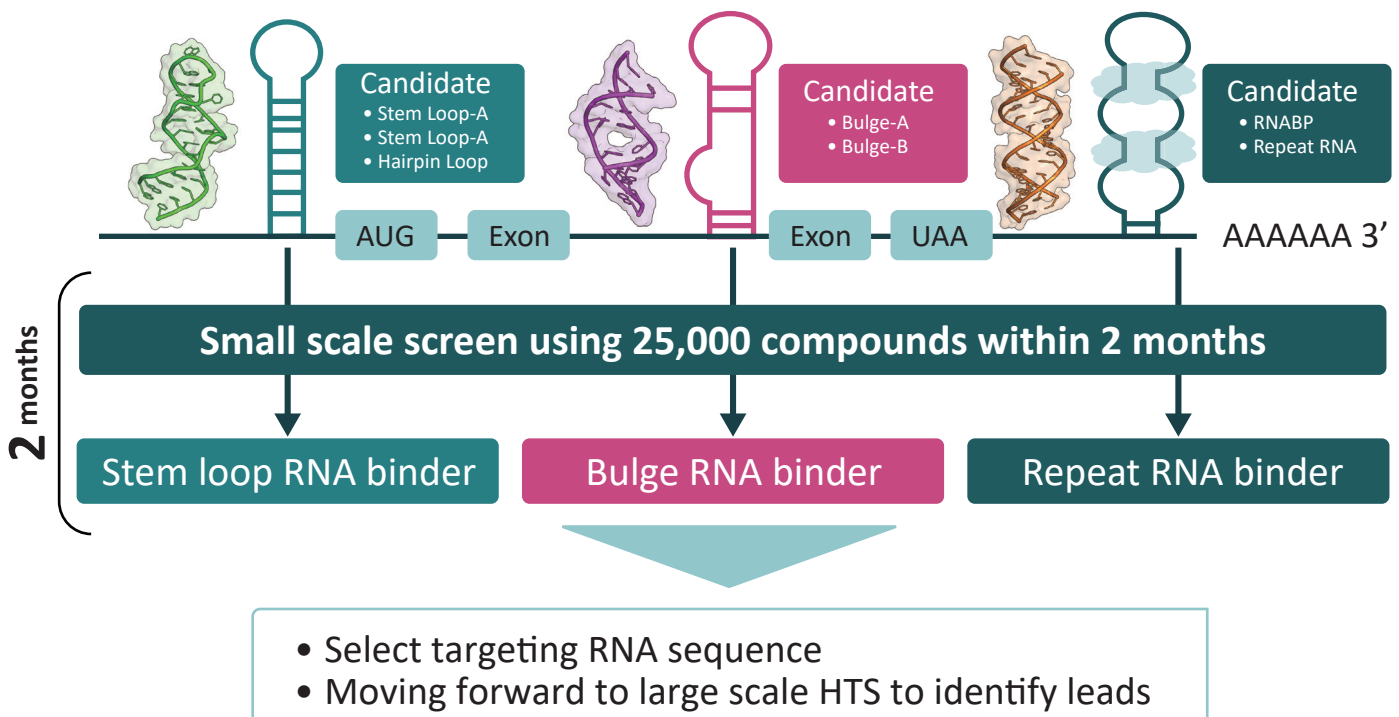 Candidate
• Stem Loop-A
• Stem Loop-A
• Hairpin Loop
Candidate
• Bulge-A
• Bulge-B
Candidate
• RNABP
• Repeat RNA
AUG
Exon
Exon
UAA
AAAAAA 3’
2 months
Small scale screen using 25,000 compounds within 2 months
Stem loop RNA binder
Bulge RNA binder
Repeat RNA binder
• Select targeting RNA sequence
• Moving forward to large scale HTS to identify leads